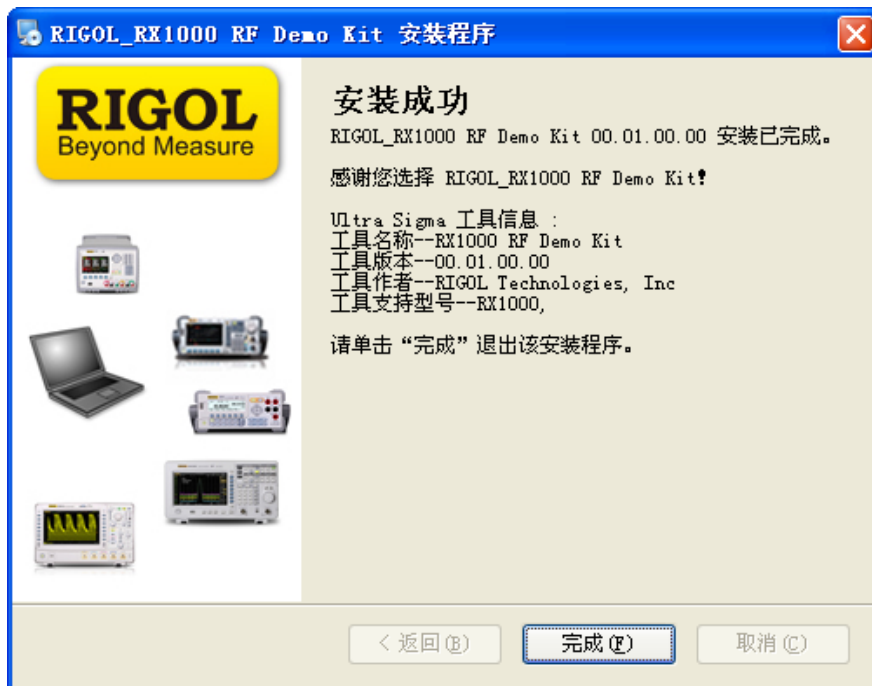 RIGOL_RX1000 RF Demo Kit 安装程序
RIGOL
Beyond Measure
安装成功
RIGOL_RX1000 RF Demo Kit 00.01.00.00 安装已完成。
感谢您选择 RIGOL_RX1000 RF Demo Kit!
Ultra Sigma 工具信息 :
工具名称--RX1000 RF Demo Kit
工具版本--00.01.00.00
工具作者--RIGOL Technologies, Inc
工具支持型号--RX1000,
请单击“完成”退出该安装程序。
< 返回(B)
完成(F)
取消(C)